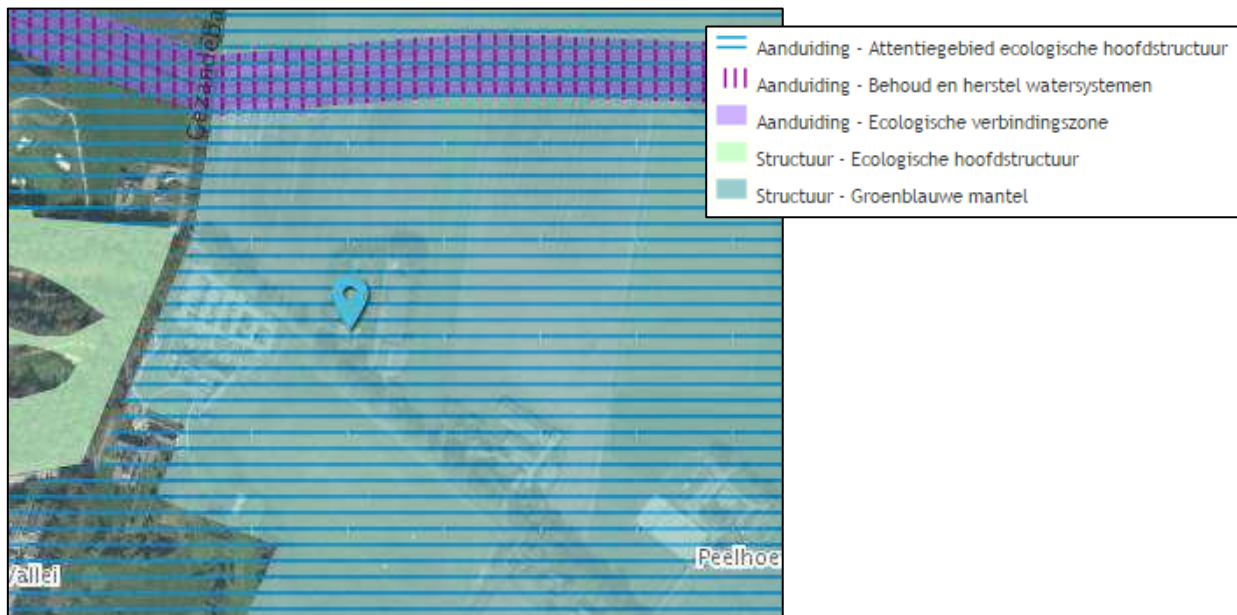 Aanduiding - Attentiegebied ecologische hoofdstructuur
Aanduiding - Behoud en herstel watersystemen
Aanduiding - Ecologische verbindingszone
Structuur - Ecologische hoofdstructuur
Structuur - Groenblauwe mantel
Peelhoe
Vallei